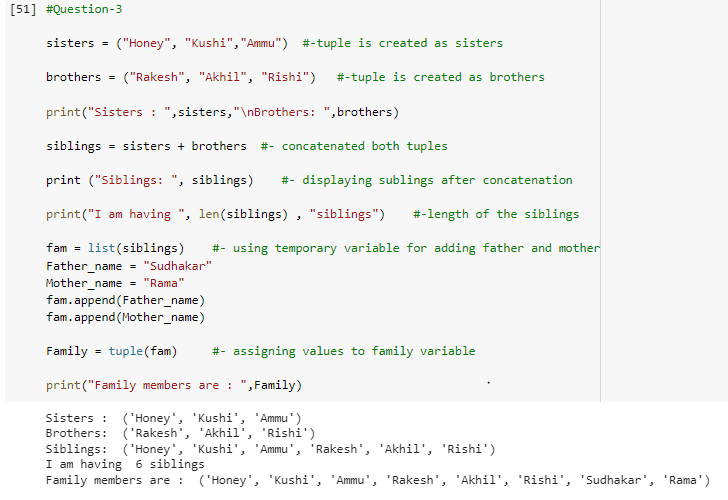 [51] #Question-3
sisters = ("Honey", "Kushi","Ammu")  #-tuple is created as sisters
brothers = ("Rakesh", "Akhil", "Rishi")   #-tuple is created as brothers
print("Sisters : ",sisters,"\nBrothers: ",brothers)
siblings = sisters + brothers  #- concatenated both tuples
print ("Siblings: ", siblings)    #- displaying sublings after concatenation
print("I am having ", len(siblings) , "siblings")    #-length of the siblings
fam = list(siblings)    #- using temporary variable for adding father and mother
Father_name = "Sudhakar"
Mother_name = "Rama"
fam.append(Father_name)
fam.append(Mother_name)
Family = tuple(fam)     #- assigning values to family variable
print("Family members are : ",Family)
Sisters :  ('Honey', 'Kushi', 'Ammu')
Brothers:  ('Rakesh', 'Akhil', 'Rishi')
Siblings:  ('Honey', 'Kushi', 'Ammu', 'Rakesh', 'Akhil', 'Rishi')
I am having  6 siblings
Family members are :  ('Honey', 'Kushi', 'Ammu', 'Rakesh', 'Akhil', 'Rishi', 'Sudhakar', 'Rama')